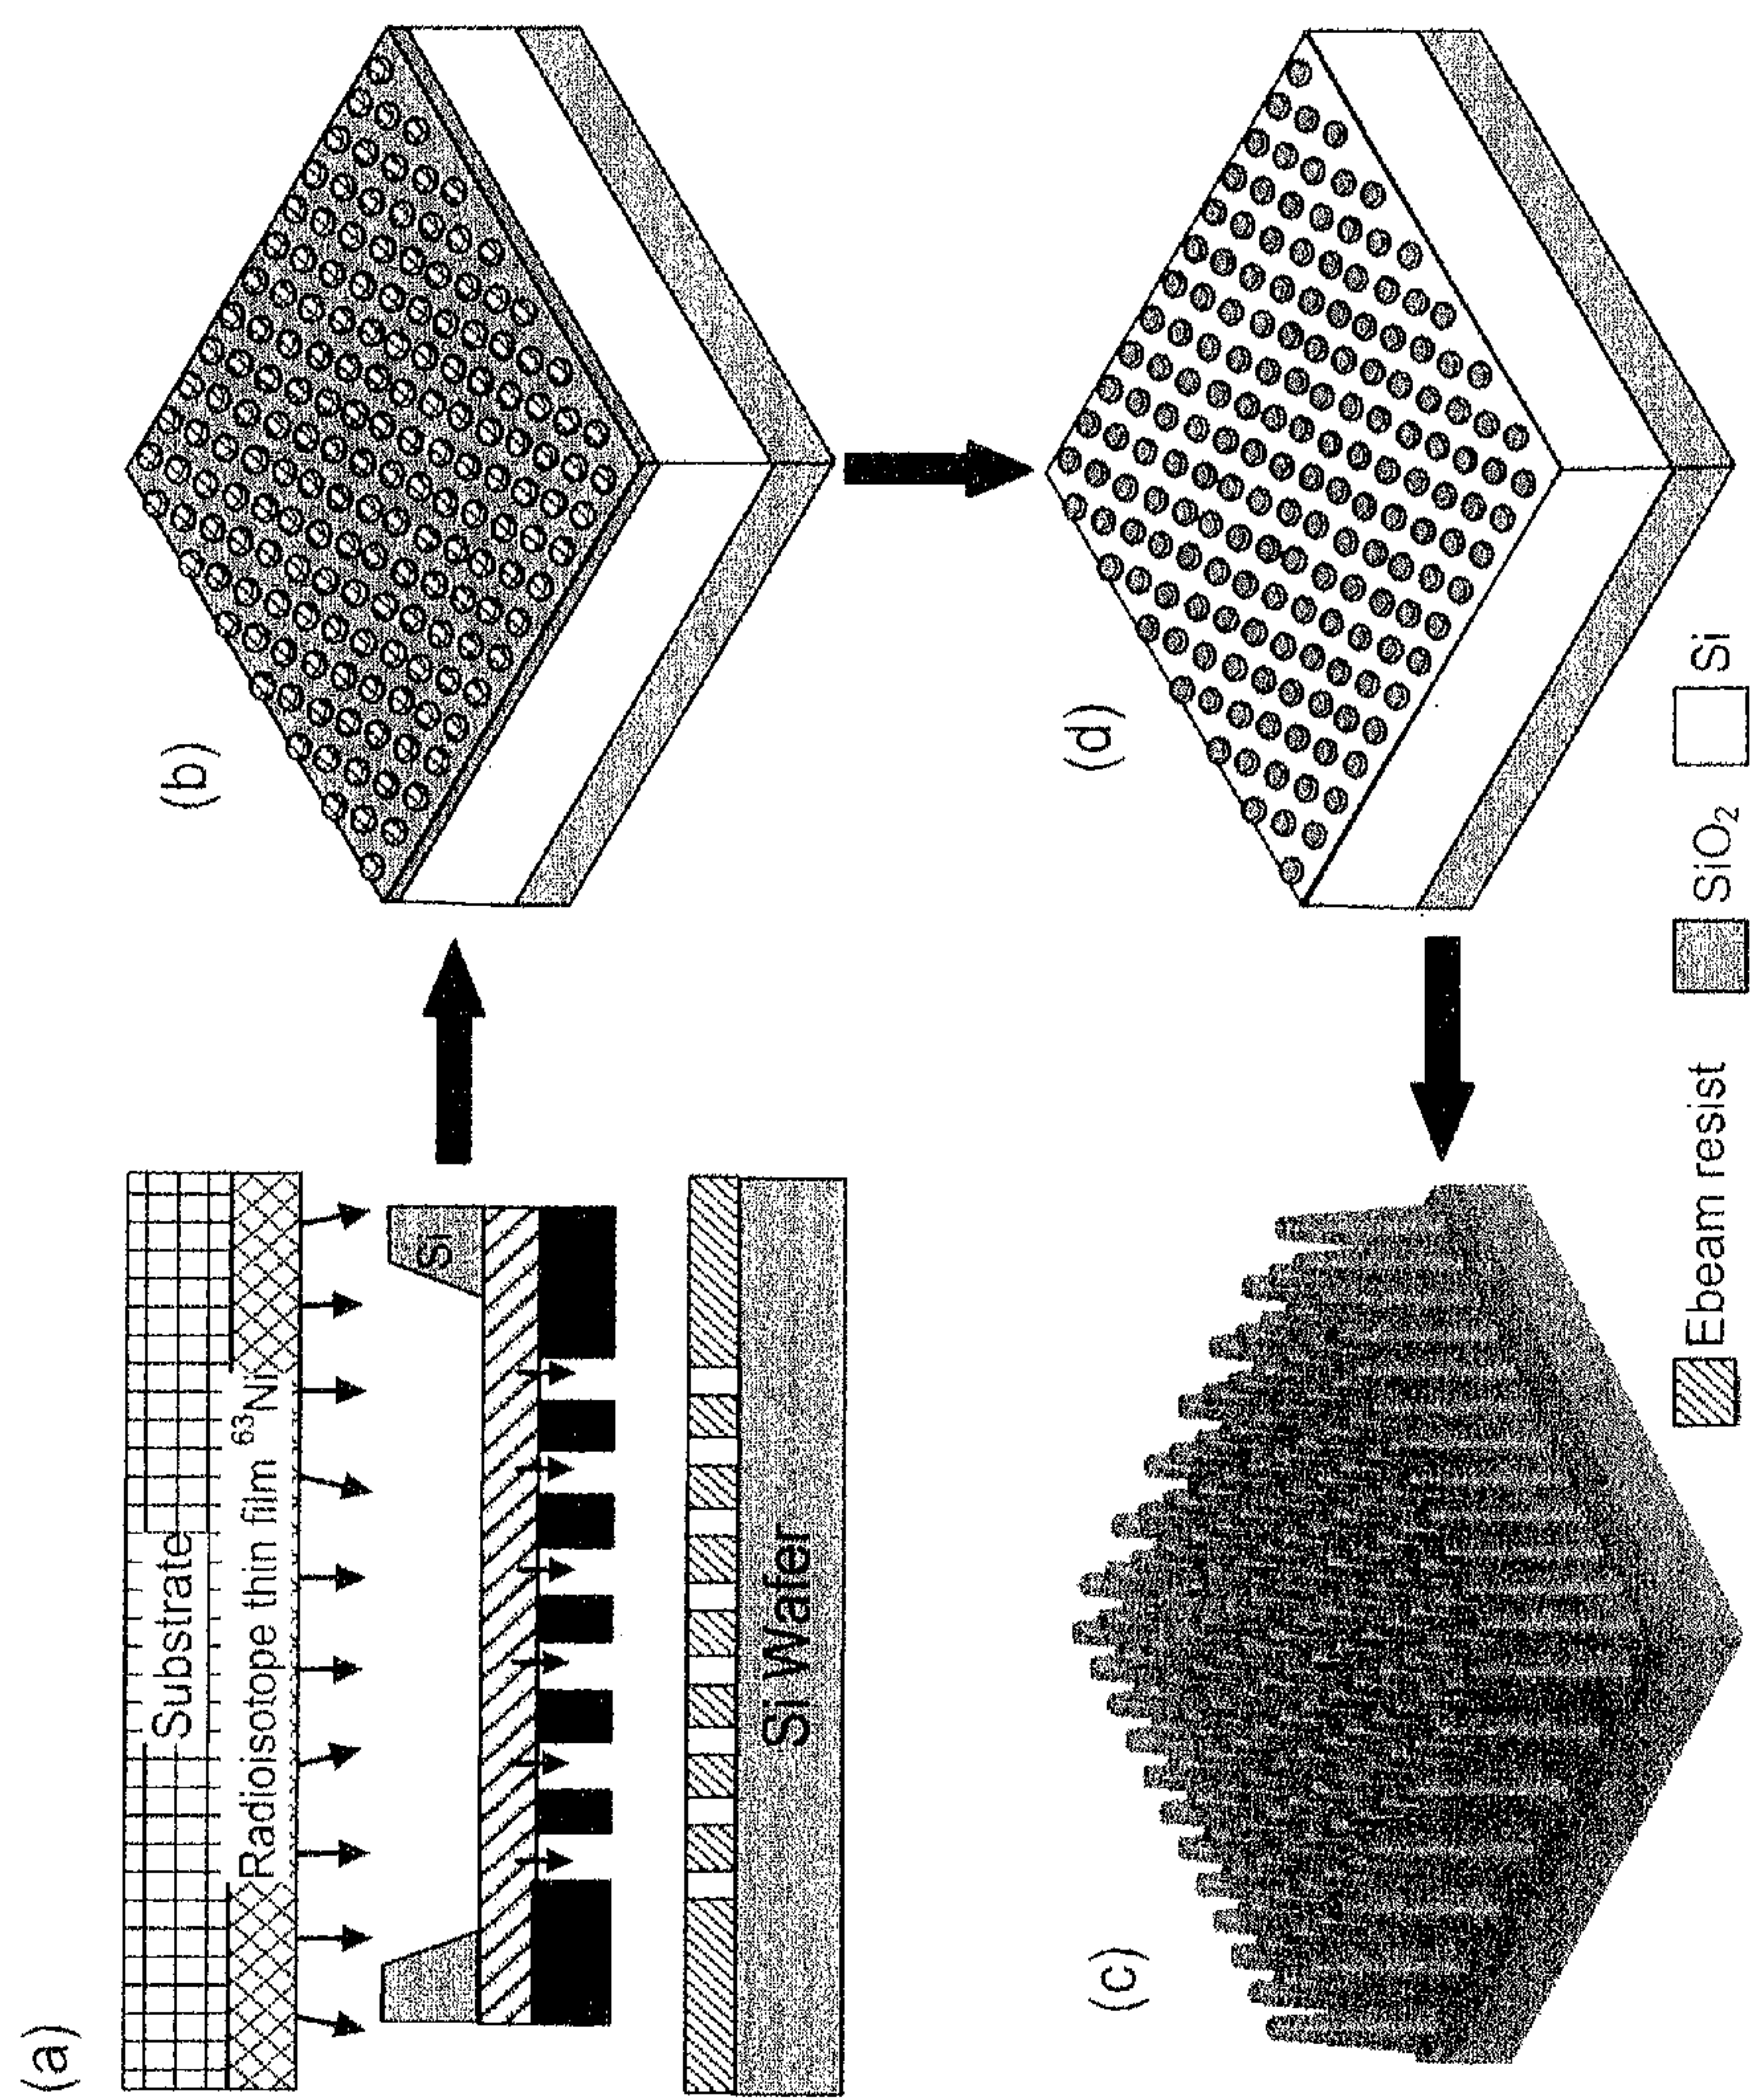 (a)
Substrate
Radioisotope thin film ⁶³Ni
Si
Si Wafer
(b)
(c)
(d)
Ebeam resist
SiO₂
Si